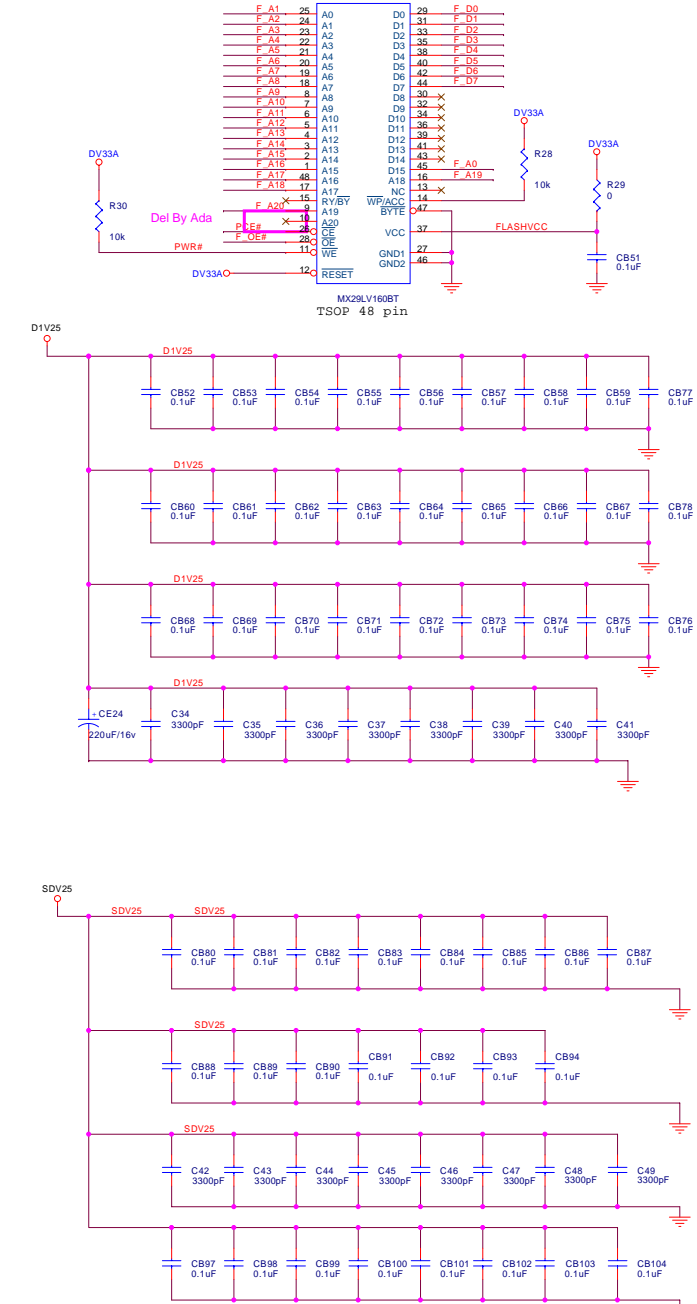 F_A1 25 A0 D0 29 F_D0
F_A2 24 A1 D1 31 F_D1
F_A3 23 A2 D2 33 F_D2
F_A4 22 A3 D3 35 F_D3
F_A5 21 A4 D4 38 F_D4
F_A6 20 A5 D5 40 F_D5
F_A7 19 A6 D6 42 F_D6
F_A8 18 A7 D7 44 F_D7
F_A9 8 A8 D8 30
F_A10 7 A9 D9 32
F_A11 6 A10 D10 34
F_A12 5 A11 D11 36
F_A13 4 A12 D12 39
F_A14 3 A13 D13 41
F_A15 2 A14 D14 43
F_A16 1 A15 D15 45 F_A0
F_A17 48 A16 A18 16 F_A19
F_A18 17 A17 NC 13
15 RY/BY WP/ACC 14
F_A20 9 A19 BYTE 47
10 A20
PCE# 26 CE VCC 37 FLASHVCC
F_OE# 28 OE GND1 27
PWR# 11 WE GND2 46
DV33A 12 RESET
DV33A
R30
10k
Del By Ada
DV33A
R28
10k
DV33A
R29
0
CB51
0.1uF
MX29LV160BT
TSOP 48 pin
D1V25
D1V25
CB52 CB53 CB54 CB55 CB56 CB57 CB58 CB59 CB77
0.1uF 0.1uF 0.1uF 0.1uF 0.1uF 0.1uF 0.1uF 0.1uF 0.1uF
D1V25
CB60 CB61 CB62 CB63 CB64 CB65 CB66 CB67 CB78
0.1uF 0.1uF 0.1uF 0.1uF 0.1uF 0.1uF 0.1uF 0.1uF 0.1uF
D1V25
CB68 CB69 CB70 CB71 CB72 CB73 CB74 CB75 CB76
0.1uF 0.1uF 0.1uF 0.1uF 0.1uF 0.1uF 0.1uF 0.1uF 0.1uF
D1V25
+ CE24 C34 C35 C36 C37 C38 C39 C40 C41
220uF/16v 3300pF 3300pF 3300pF 3300pF 3300pF 3300pF 3300pF 3300pF
SDV25
SDV25 SDV25
CB80 CB81 CB82 CB83 CB84 CB85 CB86 CB87
0.1uF 0.1uF 0.1uF 0.1uF 0.1uF 0.1uF 0.1uF 0.1uF
SDV25
CB88 CB89 CB90 CB91 CB92 CB93 CB94
0.1uF 0.1uF 0.1uF 0.1uF 0.1uF 0.1uF 0.1uF
SDV25
C42 C43 C44 C45 C46 C47 C48 C49
3300pF 3300pF 3300pF 3300pF 3300pF 3300pF 3300pF 3300pF
CB97 CB98 CB99 CB100 CB101 CB102 CB103 CB104
0.1uF 0.1uF 0.1uF 0.1uF 0.1uF 0.1uF 0.1uF 0.1uF